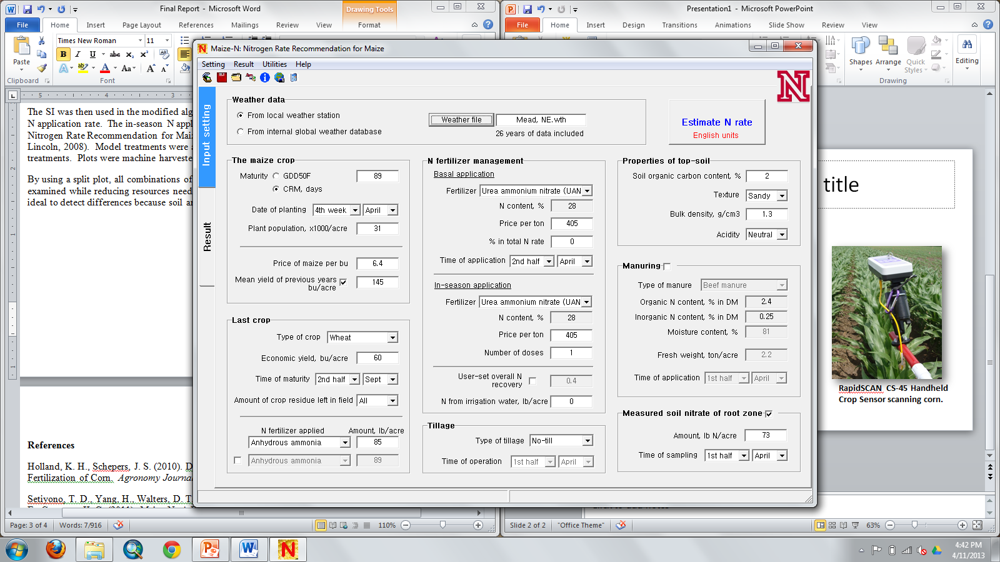 Final Report - Microsoft Word
Drawing Tools
File
Home
Insert
Page Layout
References
Mailings
Review
View
Format
Paste
Clipboard
Times New Roman
11
B I U abc x₂ x²
Aa
Font
Presentation1 - Microsoft PowerPoint
File
Home
Insert
Design
Transitions
Animations
Slide Show
Review
View
Shapes
Arrange
Quick Styles
Editing
Drawing
5 4 3
The SI was then used in the modified alg
N application rate. The in-season N appl
Nitrogen Rate Recommendation for Mai
Lincoln, 2008). Model treatments were
treatments. Plots were machine harveste
By using a split plot, all combinations of
examined while reducing resources need
ideal to detect differences because soil a
References
Holland, K. H., Schepers, J. S. (2010). D
Fertilization of Corn. Agronomy Journa
Setiyono, T. D., Yang, H., Walters, D. T
Page: 3 of 4
Words: 7/916
110%
Maize-N: Nitrogen Rate Recommendation for Maize
Setting
Result
Utilities
Help
N
Input setting
Result
Weather data
From local weather station
From internal global weather database
Weather file
Mead, NE.wth
26 years of data included
Estimate N rate
English units
The maize crop
Maturity
GDD50F
89
CRM, days
Date of planting
4th week
April
Plant population, x1000/acre
31
Price of maize per bu
6.4
Mean yield of previous years
bu/acre
145
Last crop
Type of crop
Wheat
Economic yield, bu/acre
60
Time of maturity
2nd half
Sept
Amount of crop residue left in field
All
N fertilizer applied
Amount, lb/acre
Anhydrous ammonia
85
Anhydrous ammonia
89
N fertilizer management
Basal application
Fertilizer
Urea ammonium nitrate (UAN
N content, %
28
Price per ton
405
% in total N rate
0
Time of application
2nd half
April
In-season application
Fertilizer
Urea ammonium nitrate (UAN
N content, %
28
Price per ton
405
Number of doses
1
User-set overall N
recovery
0.4
N from irrigation water, lb/acre
0
Tillage
Type of tillage
No-till
Time of operation
1st half
April
Properties of top-soil
Soil organic carbon content, %
2
Texture
Sandy
Bulk density, g/cm3
1.3
Acidity
Neutral
Manuring
Type of manure
Beef manure
Organic N content, % in DM
2.4
Inorganic N content, % in DM
0.25
Moisture content, %
81
Fresh weight, ton/acre
2.2
Time of application
1st half
April
Measured soil nitrate of root zone
Amount, lb N/acre
73
Time of sampling
1st half
April
title
RapidSCAN CS-45 Handheld
Crop Sensor scanning corn.
Slide 2 of 2
"Office Theme"
63%
4:42 PM
4/11/2013